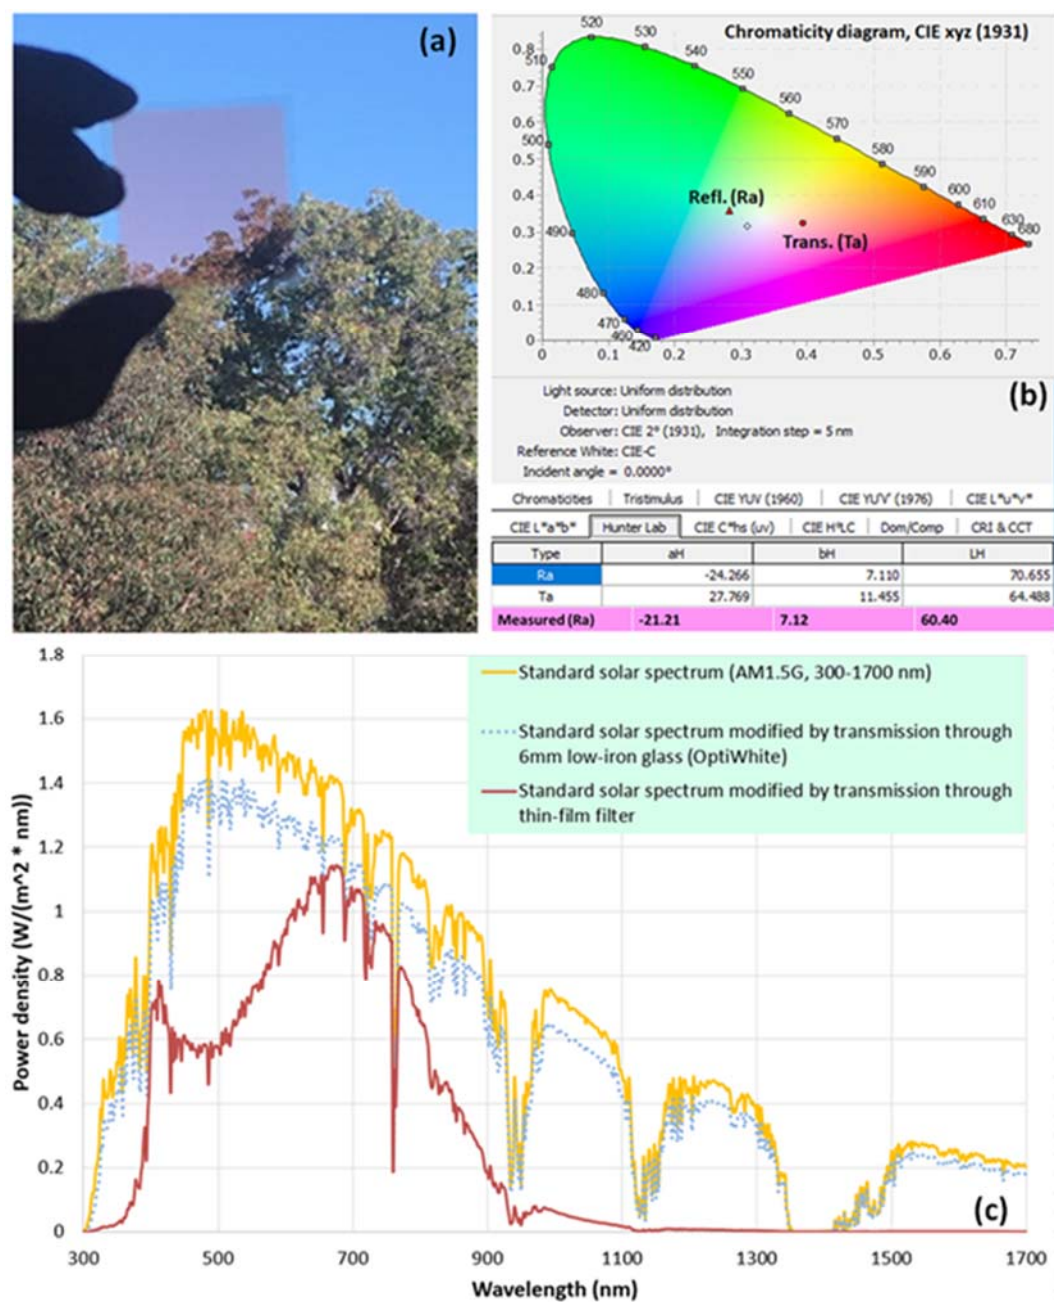 (a)
Chromaticity diagram, CIE xyz (1931)
520
530
540
510
550
560
570
500
580
590
600
610
630
680
490
480
470
460
420
Refl. (Ra)
Trans. (Ta)
0.8
0.7
0.6
0.5
0.4
0.3
0.2
0.1
0
0 0.1 0.2 0.3 0.4 0.5 0.6 0.7
(b)
Light source: Uniform distribution
Detector: Uniform distribution
Observer: CIE 2° (1931), Integration step = 5 nm
Reference White: CIE-C
Incident angle = 0.0000°
Chromaticities Tristimulus CIE YUV (1960) CIE YU'V' (1976) CIE L*u*v*
CIE L*a*b* Hunter Lab CIE C*hs (uv) CIE H°LC Dom/Comp CRI & CCT
Type aH bH LH
Ra -24.266 7.110 70.655
Ta 27.769 11.455 64.488
Measured (Ra) -21.21 7.12 60.40
1.8
1.6
1.4
1.2
1
0.8
0.6
0.4
0.2
0
Power density (W/(m^2 * nm))
Standard solar spectrum (AM1.5G, 300-1700 nm)
Standard solar spectrum modified by transmission through
6mm low-iron glass (OptiWhite)
Standard solar spectrum modified by transmission through
thin-film filter
(c)
300 500 700 900 1100 1300 1500 1700
Wavelength (nm)